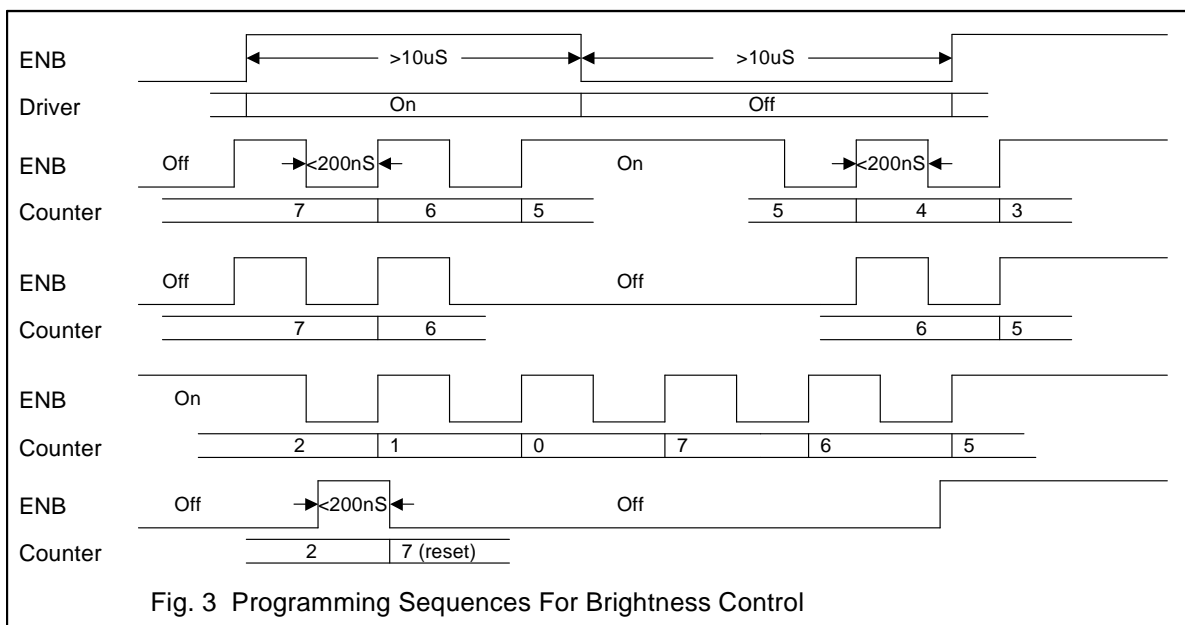 ENB >10uS >10uS
Driver On Off
ENB Off <200nS On <200nS
Counter 7 6 5 5 4 3
ENB Off Off
Counter 7 6 6 5
ENB On
Counter 2 1 0 7 6 5
ENB Off <200nS Off
Counter 2 7 (reset)
Fig. 3 Programming Sequences For Brightness Control